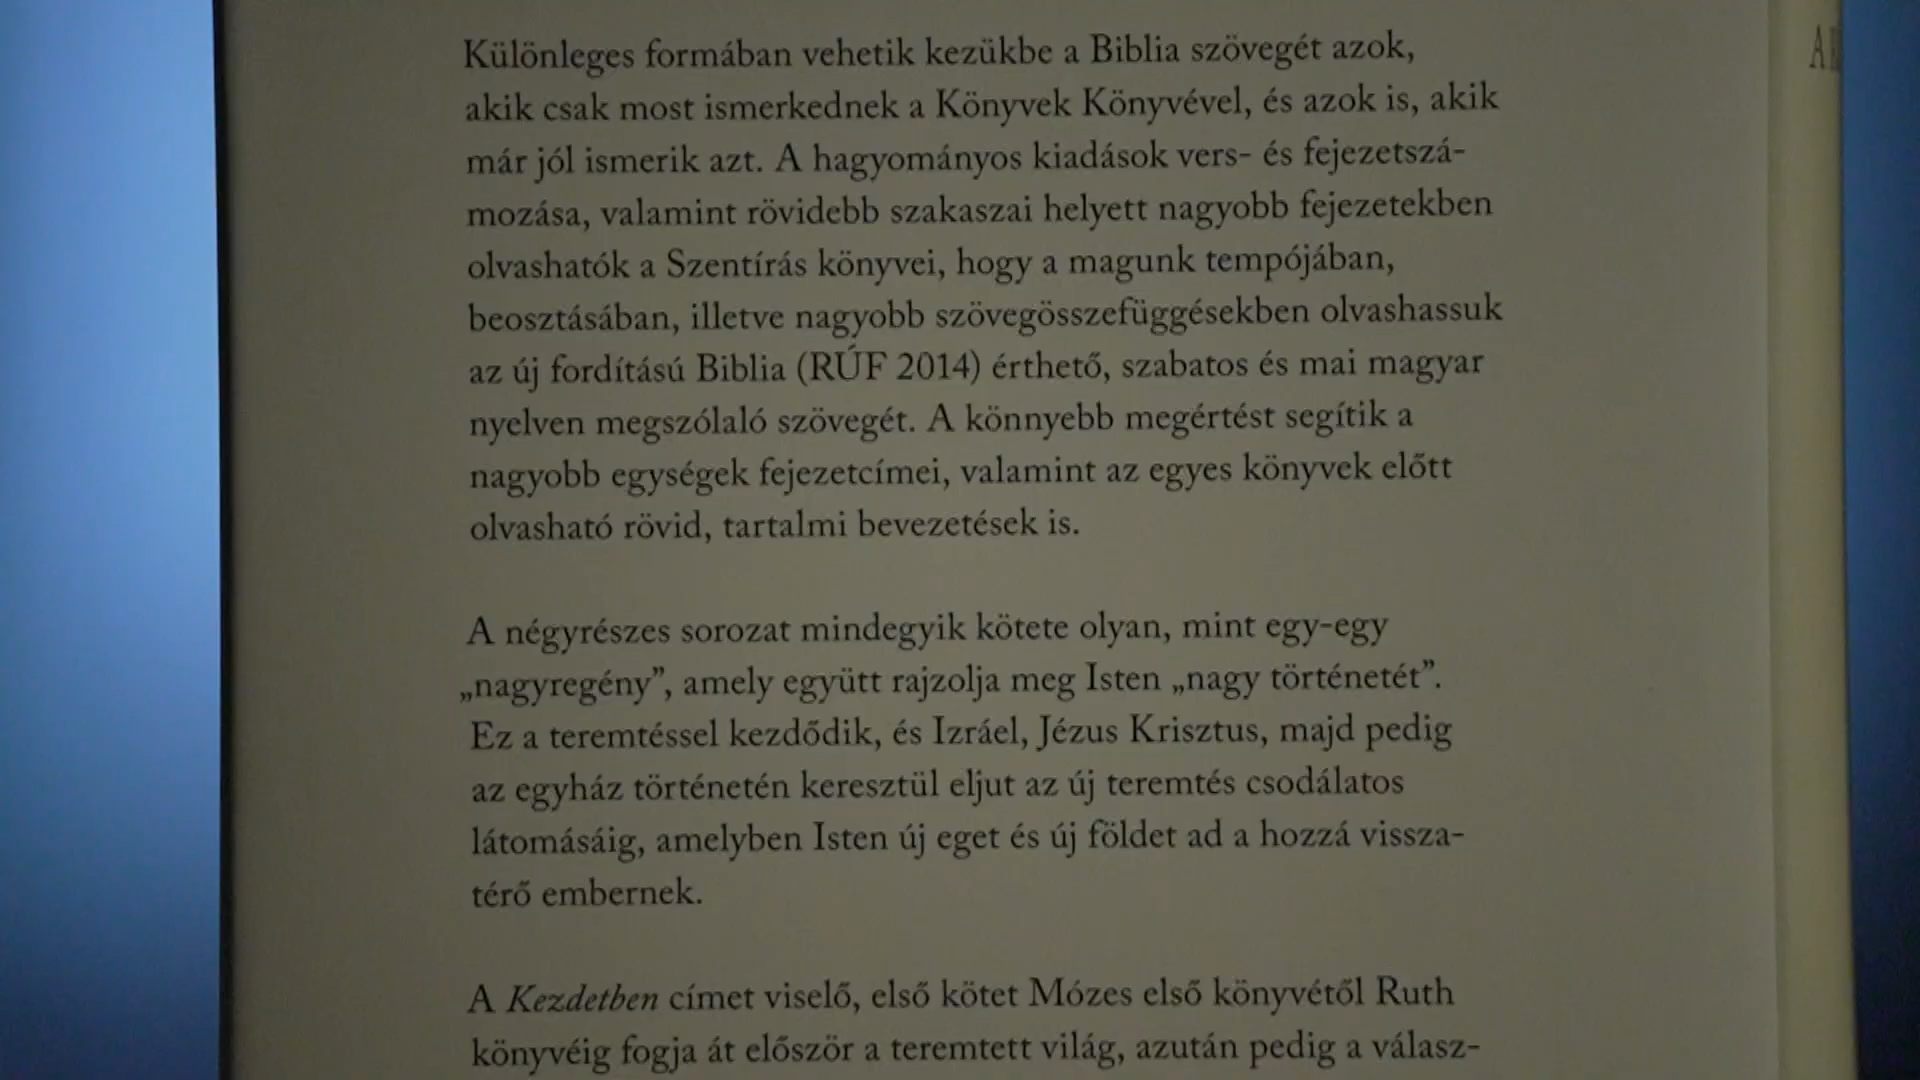 Különleges formában vehetik kezükbe a Biblia szövegét azok,
akik csak most ismerkednek a Könyvek Könyvével, és azok is, akik
már jól ismerik azt. A hagyományos kiadások vers- és fejezetszá-
mozása, valamint rövidebb szakaszai helyett nagyobb fejezetekben
olvashatók a Szentírás könyvei, hogy a magunk tempójában,
beosztásában, illetve nagyobb szövegösszefüggésekben olvashassuk
az új fordítású Biblia (RÚF 2014) érthető, szabatos és mai magyar
nyelven megszólaló szövegét. A könnyebb megértést segítik a
nagyobb egységek fejezetcímei, valamint az egyes könyvek előtt
olvasható rövid, tartalmi bevezetések is.
A négyrészes sorozat mindegyik kötete olyan, mint egy-egy
„nagyregény”, amely együtt rajzolja meg Isten „nagy történetét”.
Ez a teremtéssel kezdődik, és Izráel, Jézus Krisztus, majd pedig
az egyház történetén keresztül eljut az új teremtés csodálatos
látomásáig, amelyben Isten új eget és új földet ad a hozzá vissza-
térő embernek.
A Kezdetben címet viselő, első kötet Mózes első könyvétől Ruth
könyvéig fogja át először a teremtett világ, azután pedig a válasz-